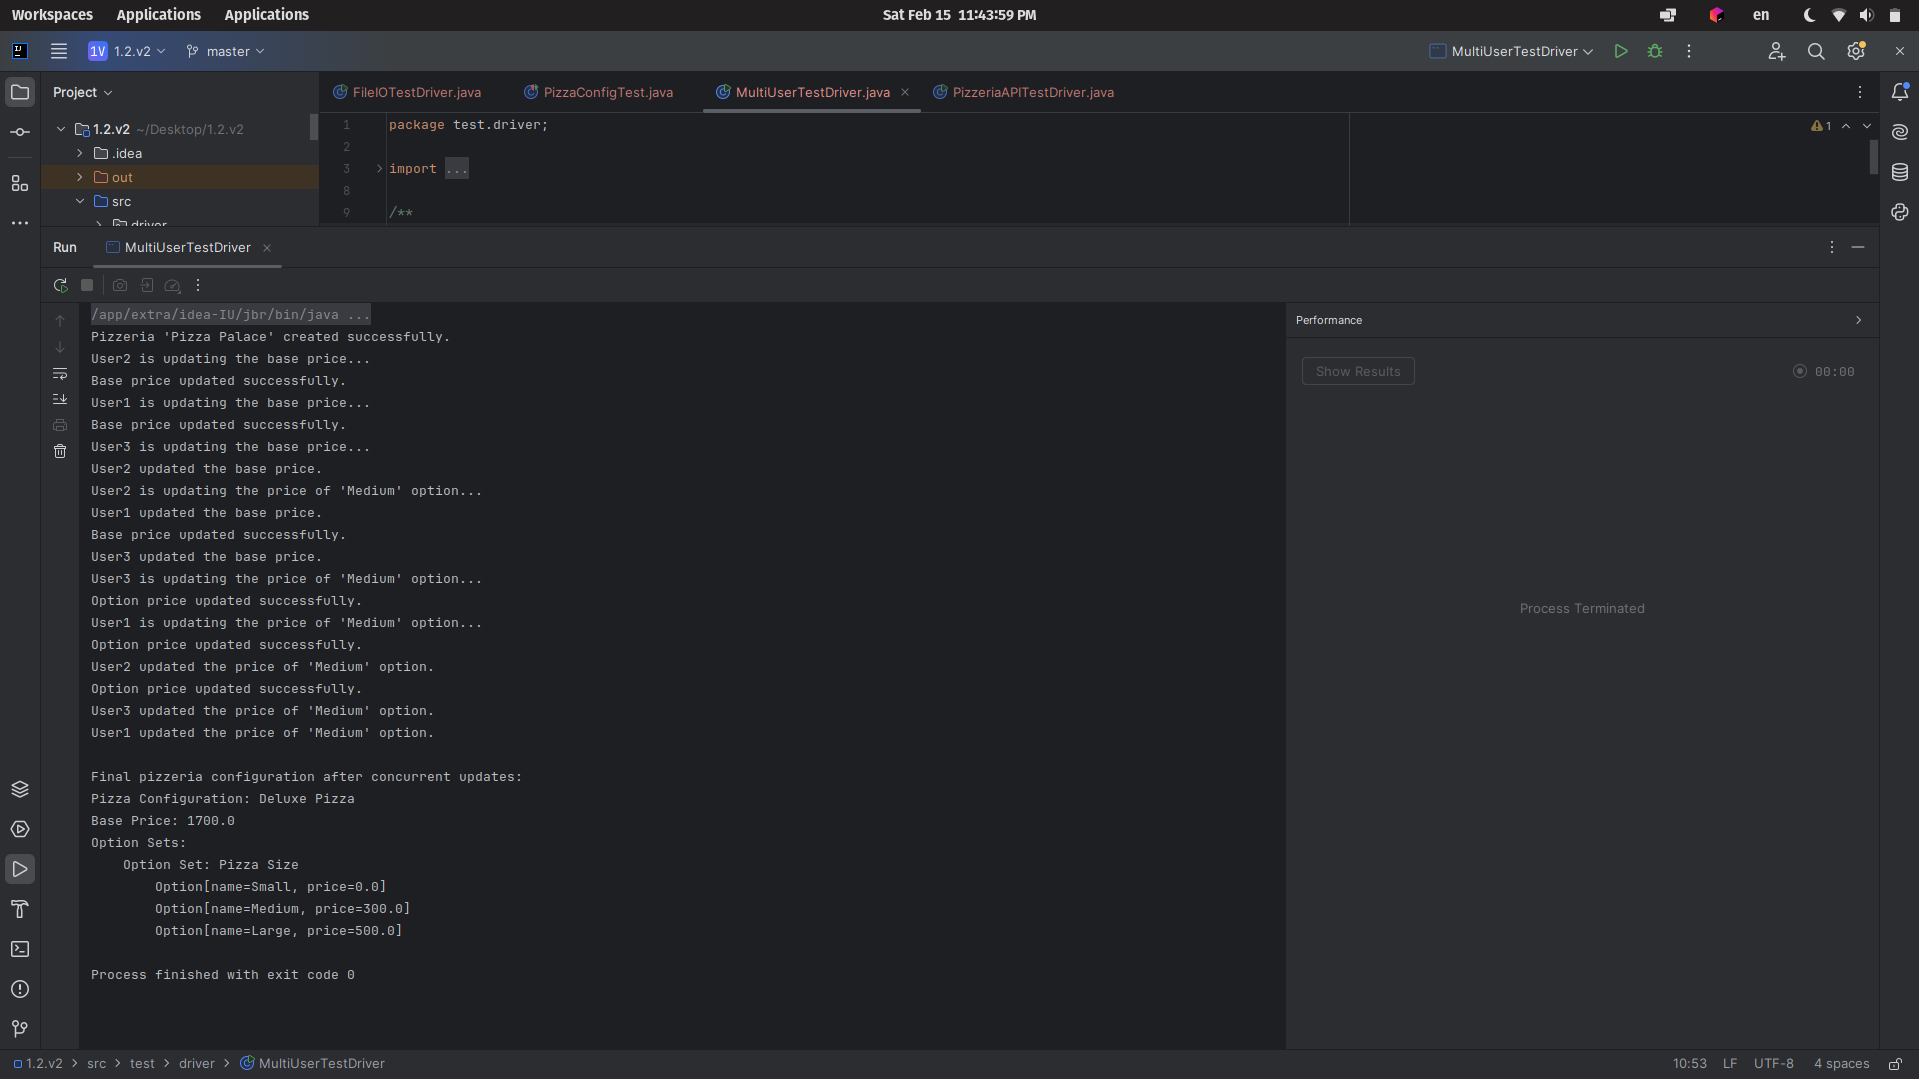 Workspaces Applications Applications Sat Feb 15 11:43:59 PM en
1V 1.2.v2 master MultiUserTestDriver
Project FileIOTestDriver.java PizzaConfigTest.java MultiUserTestDriver.java PizzeriaAPITestDriver.java
1.2.v2 ~/Desktop/1.2.v2
.idea
out
src
driver
1 package test.driver; 1
2
3 import ...
8
9 /**
Run MultiUserTestDriver
/app/extra/idea-IU/jbr/bin/java ...
Pizzeria 'Pizza Palace' created successfully.
User2 is updating the base price...
Base price updated successfully.
User1 is updating the base price...
Base price updated successfully.
User3 is updating the base price...
User2 updated the base price.
User2 is updating the price of 'Medium' option...
User1 updated the base price.
Base price updated successfully.
User3 updated the base price.
User3 is updating the price of 'Medium' option...
Option price updated successfully.
User1 is updating the price of 'Medium' option...
Option price updated successfully.
User2 updated the price of 'Medium' option.
Option price updated successfully.
User3 updated the price of 'Medium' option.
User1 updated the price of 'Medium' option.
Final pizzeria configuration after concurrent updates:
Pizza Configuration: Deluxe Pizza
Base Price: 1700.0
Option Sets:
Option Set: Pizza Size
Option[name=Small, price=0.0]
Option[name=Medium, price=300.0]
Option[name=Large, price=500.0]
Process finished with exit code 0
Performance
Show Results 00:00
Process Terminated
1.2.v2 > src > test > driver > MultiUserTestDriver 10:53 LF UTF-8 4 spaces